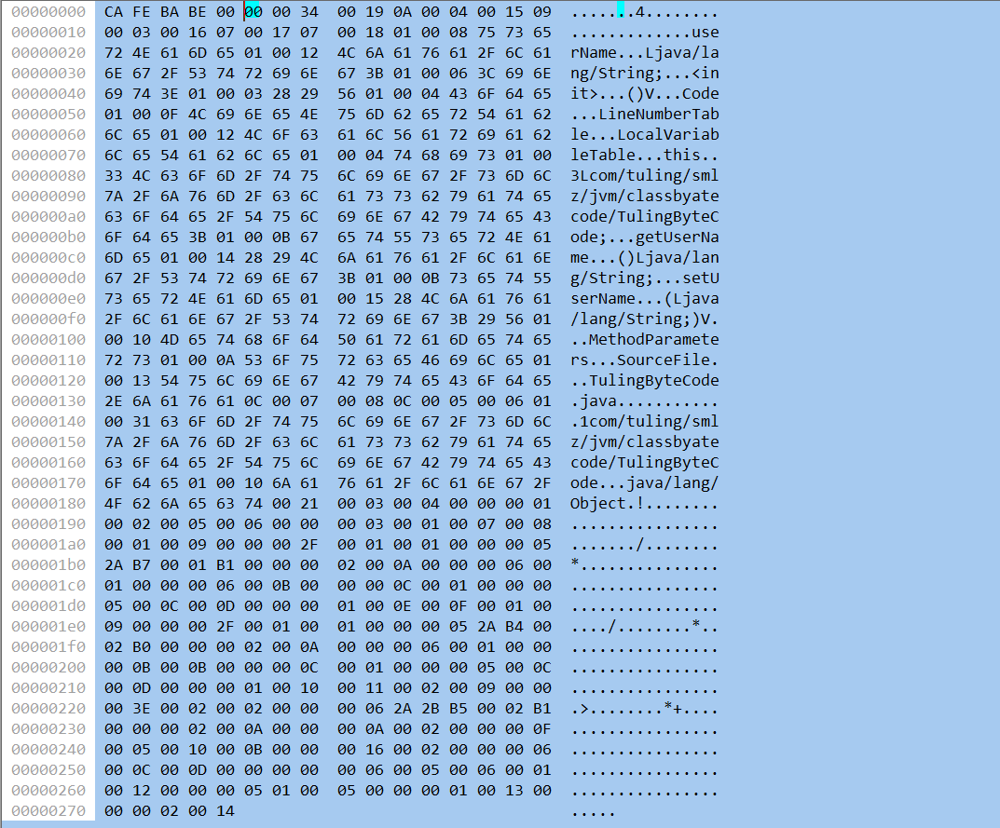 00000000 CA FE BA BE 00 00 00 34 00 19 0A 00 04 00 15 09 .......4........
00000010 00 03 00 16 07 00 17 07 00 18 01 00 08 75 73 65 .............use
00000020 72 4E 61 6D 65 01 00 12 4C 6A 61 76 61 2F 6C 61 rName...Ljava/la
00000030 6E 67 2F 53 74 72 69 6E 67 3B 01 00 06 3C 69 6E ng/String;...<in
00000040 69 74 3E 01 00 03 28 29 56 01 00 04 43 6F 64 65 it>...()V...Code
00000050 01 00 0F 4C 69 6E 65 4E 75 6D 62 65 72 54 61 62 ...LineNumberTab
00000060 6C 65 01 00 12 4C 6F 63 61 6C 56 61 72 69 61 62 le...LocalVariab
00000070 6C 65 54 61 62 6C 65 01 00 04 74 68 69 73 01 00 leTable...this..
00000080 33 4C 63 6F 6D 2F 74 75 6C 69 6E 67 2F 73 6D 6C 3Lcom/tuling/sml
00000090 7A 2F 6A 76 6D 2F 63 6C 61 73 73 62 79 61 74 65 z/jvm/classbyate
000000a0 63 6F 64 65 2F 54 75 6C 69 6E 67 42 79 74 65 43 code/TulingByteC
000000b0 6F 64 65 3B 01 00 0B 67 65 74 55 73 65 72 4E 61 ode;...getUserNa
000000c0 6D 65 01 00 14 28 29 4C 6A 61 76 61 2F 6C 61 6E me...()Ljava/lan
000000d0 67 2F 53 74 72 69 6E 67 3B 01 00 0B 73 65 74 55 g/String;...setU
000000e0 73 65 72 4E 61 6D 65 01 00 15 28 4C 6A 61 76 61 serName...(Ljava
000000f0 2F 6C 61 6E 67 2F 53 74 72 69 6E 67 3B 29 56 01 /lang/String;)V.
00000100 00 10 4D 65 74 68 6F 64 50 61 72 61 6D 65 74 65 ..MethodParamete
00000110 72 73 01 00 0A 53 6F 75 72 63 65 46 69 6C 65 01 rs...SourceFile.
00000120 00 13 54 75 6C 69 6E 67 42 79 74 65 43 6F 64 65 ..TulingByteCode
00000130 2E 6A 61 76 61 0C 00 07 00 08 0C 00 05 00 06 01 .java...........
00000140 00 31 63 6F 6D 2F 74 75 6C 69 6E 67 2F 73 6D 6C .1com/tuling/sml
00000150 7A 2F 6A 76 6D 2F 63 6C 61 73 73 62 79 61 74 65 z/jvm/classbyate
00000160 63 6F 64 65 2F 54 75 6C 69 6E 67 42 79 74 65 43 code/TulingByteC
00000170 6F 64 65 01 00 10 6A 61 76 61 2F 6C 61 6E 67 2F ode...java/lang/
00000180 4F 62 6A 65 63 74 00 21 00 03 00 04 00 00 00 01 Object.!........
00000190 00 02 00 05 00 06 00 00 00 03 00 01 00 07 00 08 ................
000001a0 00 01 00 09 00 00 00 2F 00 01 00 01 00 00 00 05 ......./........
000001b0 2A B7 00 01 B1 00 00 00 02 00 0A 00 00 00 06 00 *...............
000001c0 01 00 00 00 06 00 0B 00 00 00 0C 00 01 00 00 00 ................
000001d0 05 00 0C 00 0D 00 00 00 01 00 0E 00 0F 00 01 00 ................
000001e0 09 00 00 00 2F 00 01 00 01 00 00 00 05 2A B4 00 ..../........*..
000001f0 02 B0 00 00 00 02 00 0A 00 00 00 06 00 01 00 00 ................
00000200 00 0B 00 0B 00 00 00 0C 00 01 00 00 00 05 00 0C ................
00000210 00 0D 00 00 00 01 00 10 00 11 00 02 00 09 00 00 ................
00000220 00 3E 00 02 00 02 00 00 00 06 2A 2B B5 00 02 B1 .>........*+....
00000230 00 00 00 02 00 0A 00 00 00 0A 00 02 00 00 00 0F ................
00000240 00 05 00 10 00 0B 00 00 00 16 00 02 00 00 00 06 ................
00000250 00 0C 00 0D 00 00 00 00 00 06 00 05 00 06 00 01 ................
00000260 00 12 00 00 00 05 01 00 05 00 00 00 01 00 13 00 ................
00000270 00 00 02 00 14 .....